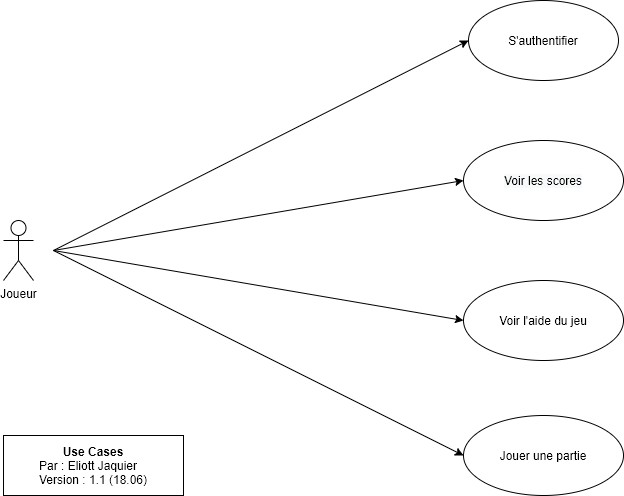 S'authentifier
Voir les scores
Joueur
Voir l'aide du jeu
Jouer une partie
Use Cases
Par : Eliott Jaquier
Version : 1.1 (18.06)